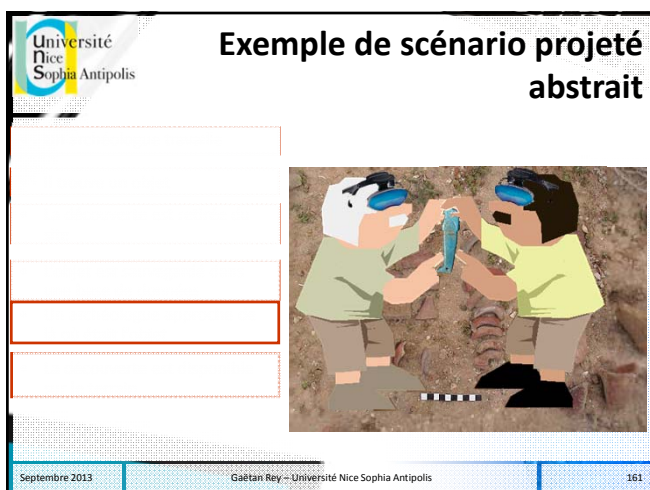 Université
Nice
Sophia Antipolis
Exemple de scénario projeté
abstrait
Septembre 2013
Gaëtan Rey – Université Nice Sophia Antipolis
161